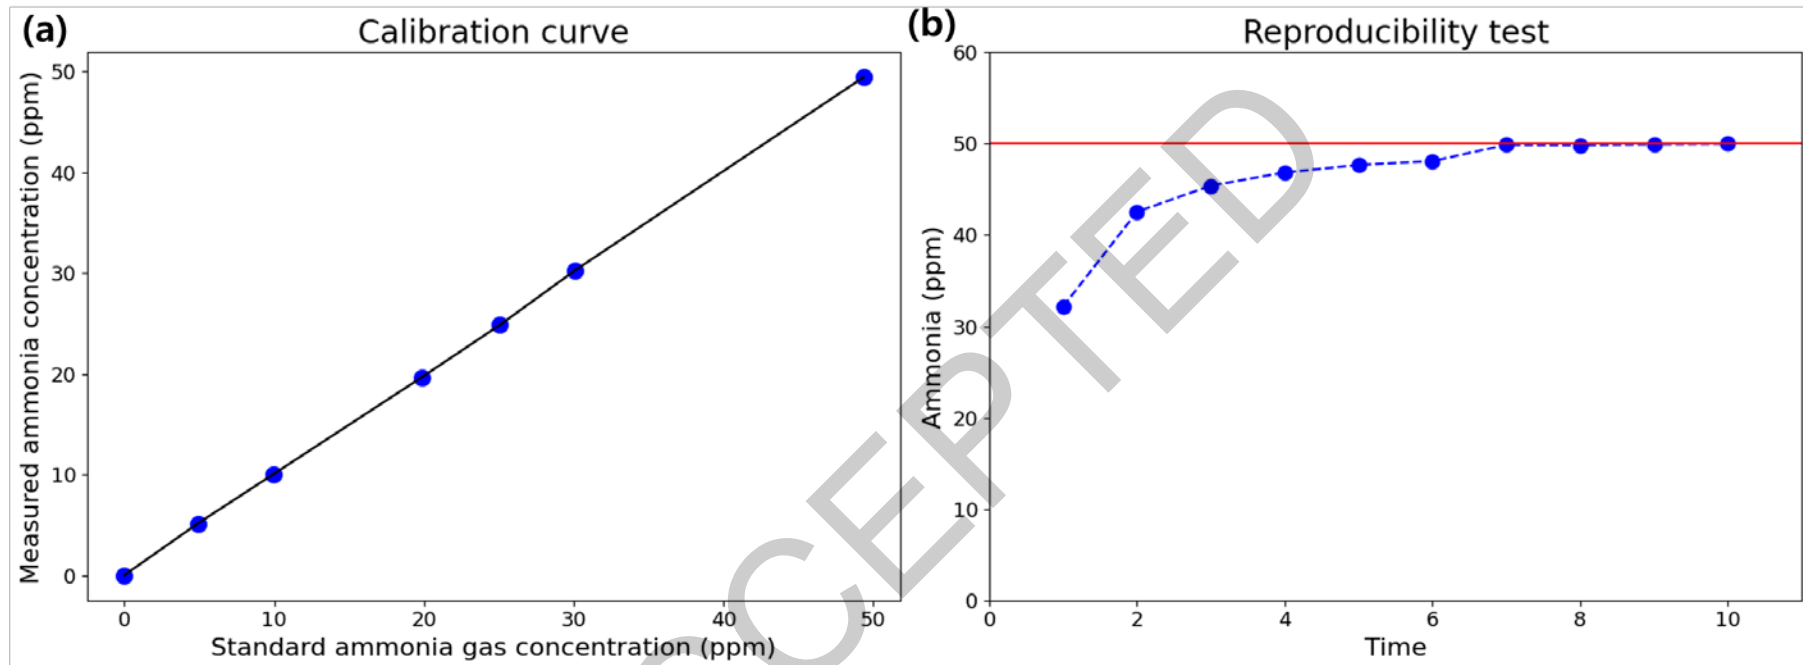 (a)
Calibration curve
Measured ammonia concentration (ppm)
50
40
30
20
10
0
0 10 20 30 40 50
Standard ammonia gas concentration (ppm)
(b)
Reproducibility test
Ammonia (ppm)
60
50
40
30
20
10
0
0 2 4 6 8 10
Time
CCEPTED